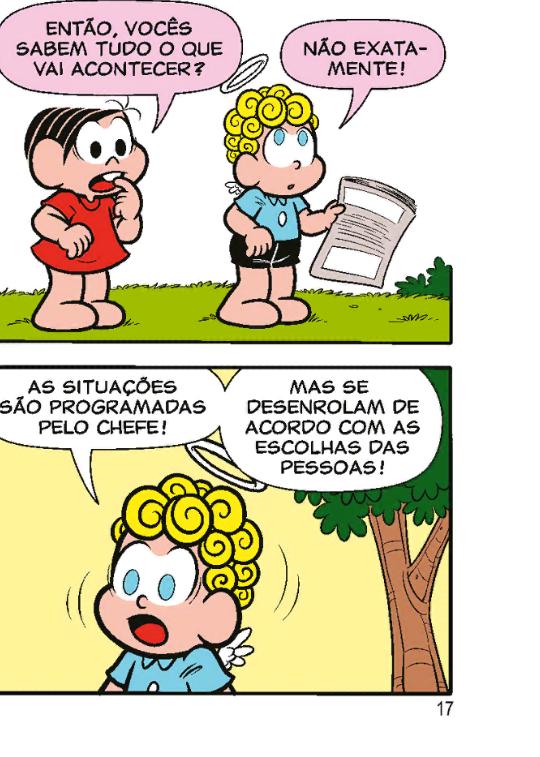 ENTÃO, VOCÊS
SABEM TUDO O QUE
VAI ACONTECER?
NÃO EXATA-
MENTE!
AS SITUAÇÕES
SÃO PROGRAMADAS
PELO CHEFE!
MAS SE
DESENROLAM DE
ACORDO COM AS
ESCOLHAS DAS
PESSOAS!
17